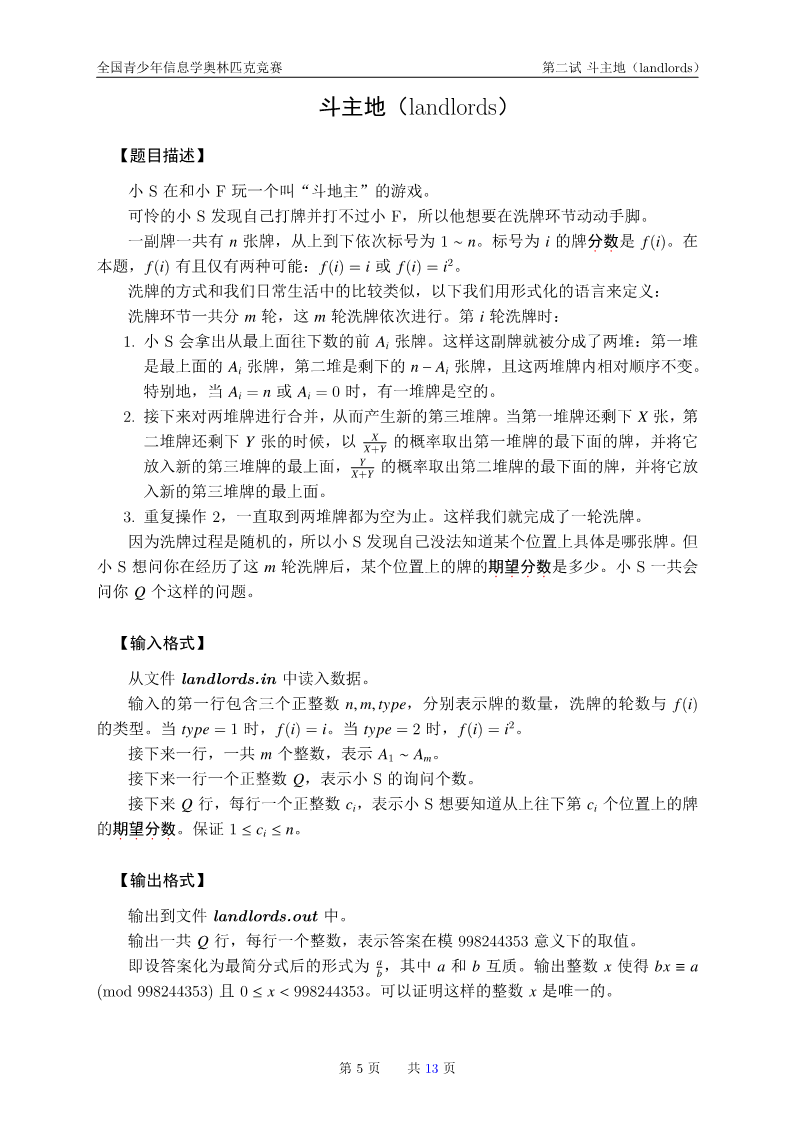 全国青少年信息学奥林匹克竞赛 第二试 斗主地（landlords）
斗主地（landlords）
【题目描述】
小 S 在和小 F 玩一个叫“斗地主”的游戏。
可怜的小 S 发现自己打牌并打不过小 F，所以他想要在洗牌环节动动手脚。
一副牌一共有 n 张牌，从上到下依次标号为 1 ~ n。标号为 i 的牌分数是 f(i)。在
本题，f(i) 有且仅有两种可能：f(i) = i 或 f(i) = i²。
洗牌的方式和我们日常生活中的比较类似，以下我们用形式化的语言来定义：
洗牌环节一共分 m 轮，这 m 轮洗牌依次进行。第 i 轮洗牌时：
1. 小 S 会拿出从最上面往下数的前 Aᵢ 张牌。这样这副牌就被分成了两堆：第一堆
是最上面的 Aᵢ 张牌，第二堆是剩下的 n − Aᵢ 张牌，且这两堆牌内相对顺序不变。
特别地，当 Aᵢ = n 或 Aᵢ = 0 时，有一堆牌是空的。
2. 接下来对两堆牌进行合并，从而产生新的第三堆牌。当第一堆牌还剩下 X 张，第
二堆牌还剩下 Y 张的时候，以 X/(X+Y) 的概率取出第一堆牌的最下面的牌，并将它
放入新的第三堆牌的最上面，Y/(X+Y) 的概率取出第二堆牌的最下面的牌，并将它放
入新的第三堆牌的最上面。
3. 重复操作 2，一直取到两堆牌都为空为止。这样我们就完成了一轮洗牌。
因为洗牌过程是随机的，所以小 S 发现自己没法知道某个位置上具体是哪张牌。但
小 S 想问你在经历了这 m 轮洗牌后，某个位置上的牌的期望分数是多少。小 S 一共会
问你 Q 个这样的问题。
【输入格式】
从文件 landlords.in 中读入数据。
输入的第一行包含三个正整数 n, m, type，分别表示牌的数量，洗牌的轮数与 f(i)
的类型。当 type = 1 时，f(i) = i。当 type = 2 时，f(i) = i²。
接下来一行，一共 m 个整数，表示 A₁ ~ Aₘ。
接下来一行一个正整数 Q，表示小 S 的询问个数。
接下来 Q 行，每行一个正整数 cᵢ，表示小 S 想要知道从上往下第 cᵢ 个位置上的牌
的期望分数。保证 1 ≤ cᵢ ≤ n。
【输出格式】
输出到文件 landlords.out 中。
输出一共 Q 行，每行一个整数，表示答案在模 998244353 意义下的取值。
即设答案化为最简分式后的形式为 a/b，其中 a 和 b 互质。输出整数 x 使得 bx ≡ a
(mod 998244353) 且 0 ≤ x < 998244353。可以证明这样的整数 x 是唯一的。
第 5 页 共 13 页